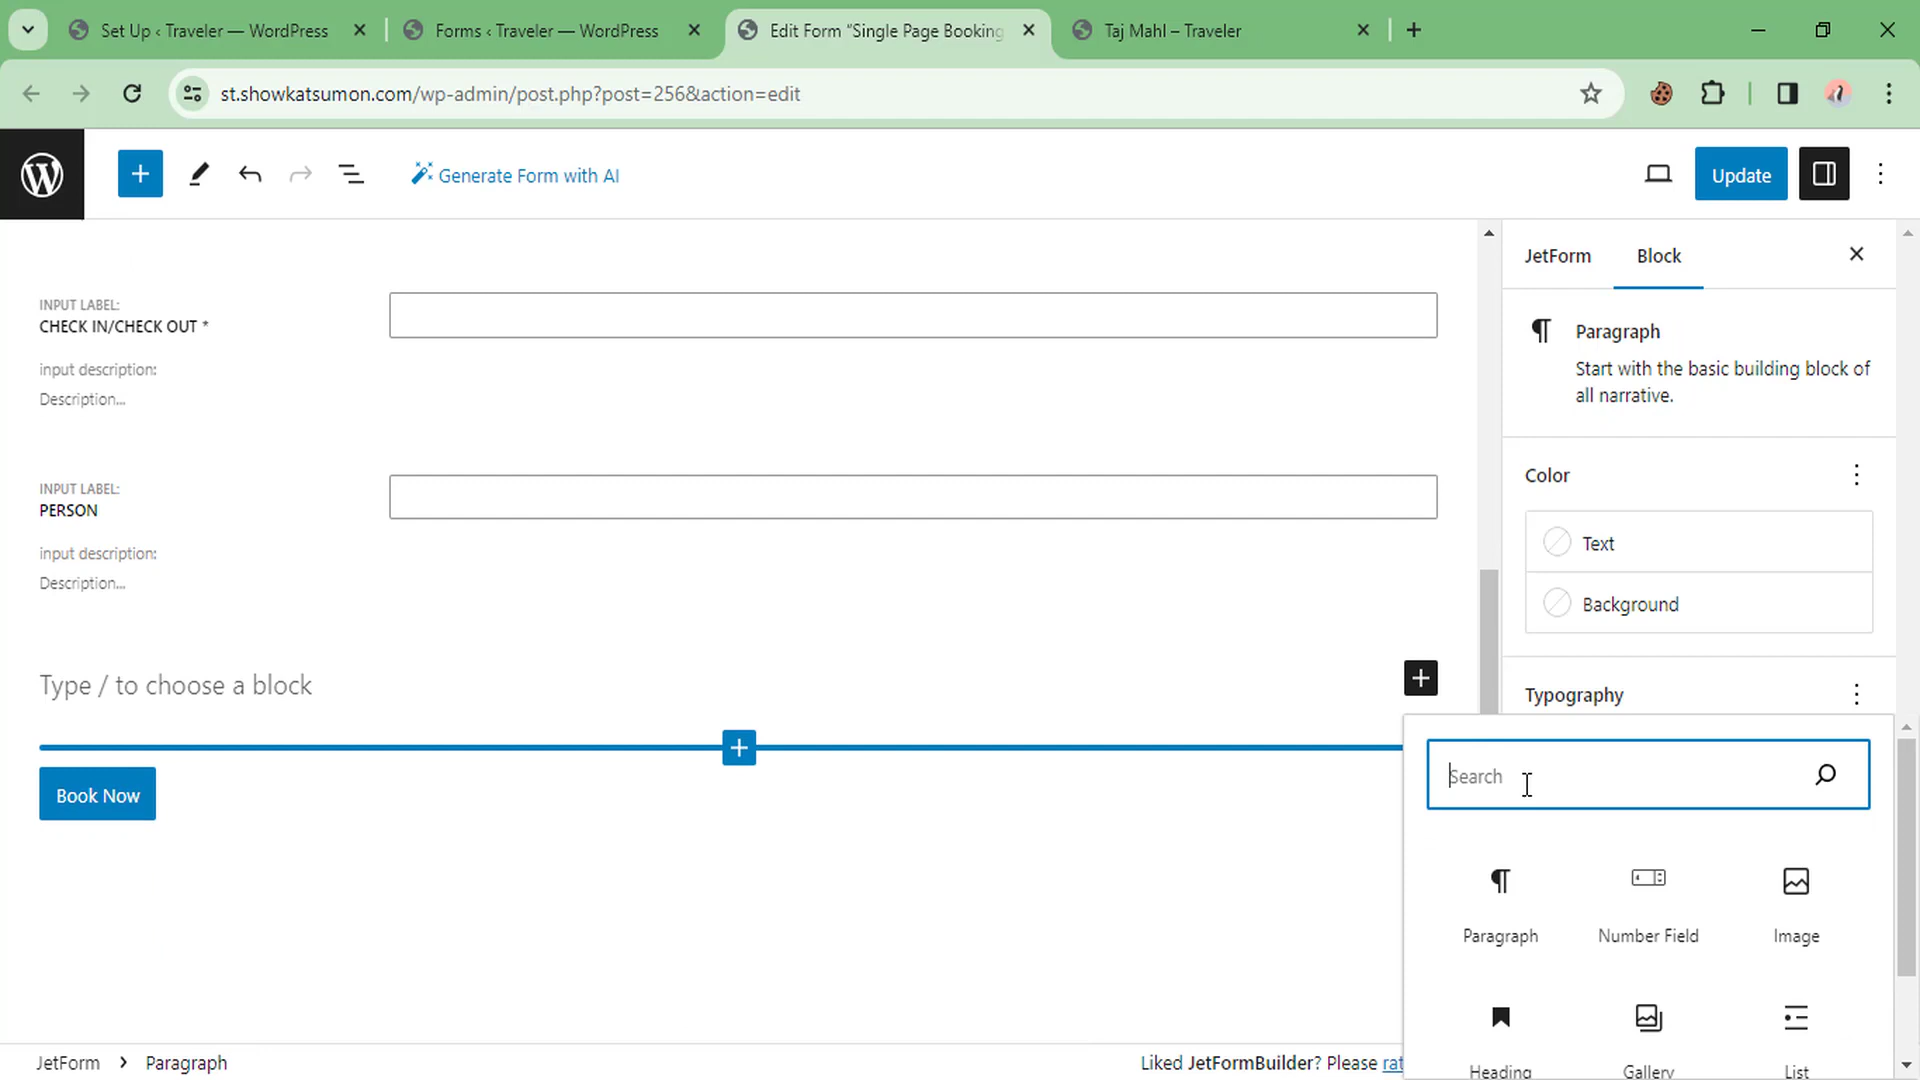 Set Up ‹ Traveler — WordPress
Forms ‹ Traveler — WordPress
Edit Form “Single Page Booking
Taj Mahl – Traveler
st.showkatsumon.com/wp-admin/post.php?post=256&action=edit
Generate Form with AI
Update
JetForm
Block
INPUT LABEL:
CHECK IN/CHECK OUT *
input description:
Description...
INPUT LABEL:
PERSON
input description:
Description...
Type / to choose a block
Book Now
Paragraph
Start with the basic building block of
all narrative.
Color
Text
Background
Typography
Search
Paragraph
Number Field
Image
Heading
Gallery
List
JetForm
Paragraph
Liked JetFormBuilder? Please rat